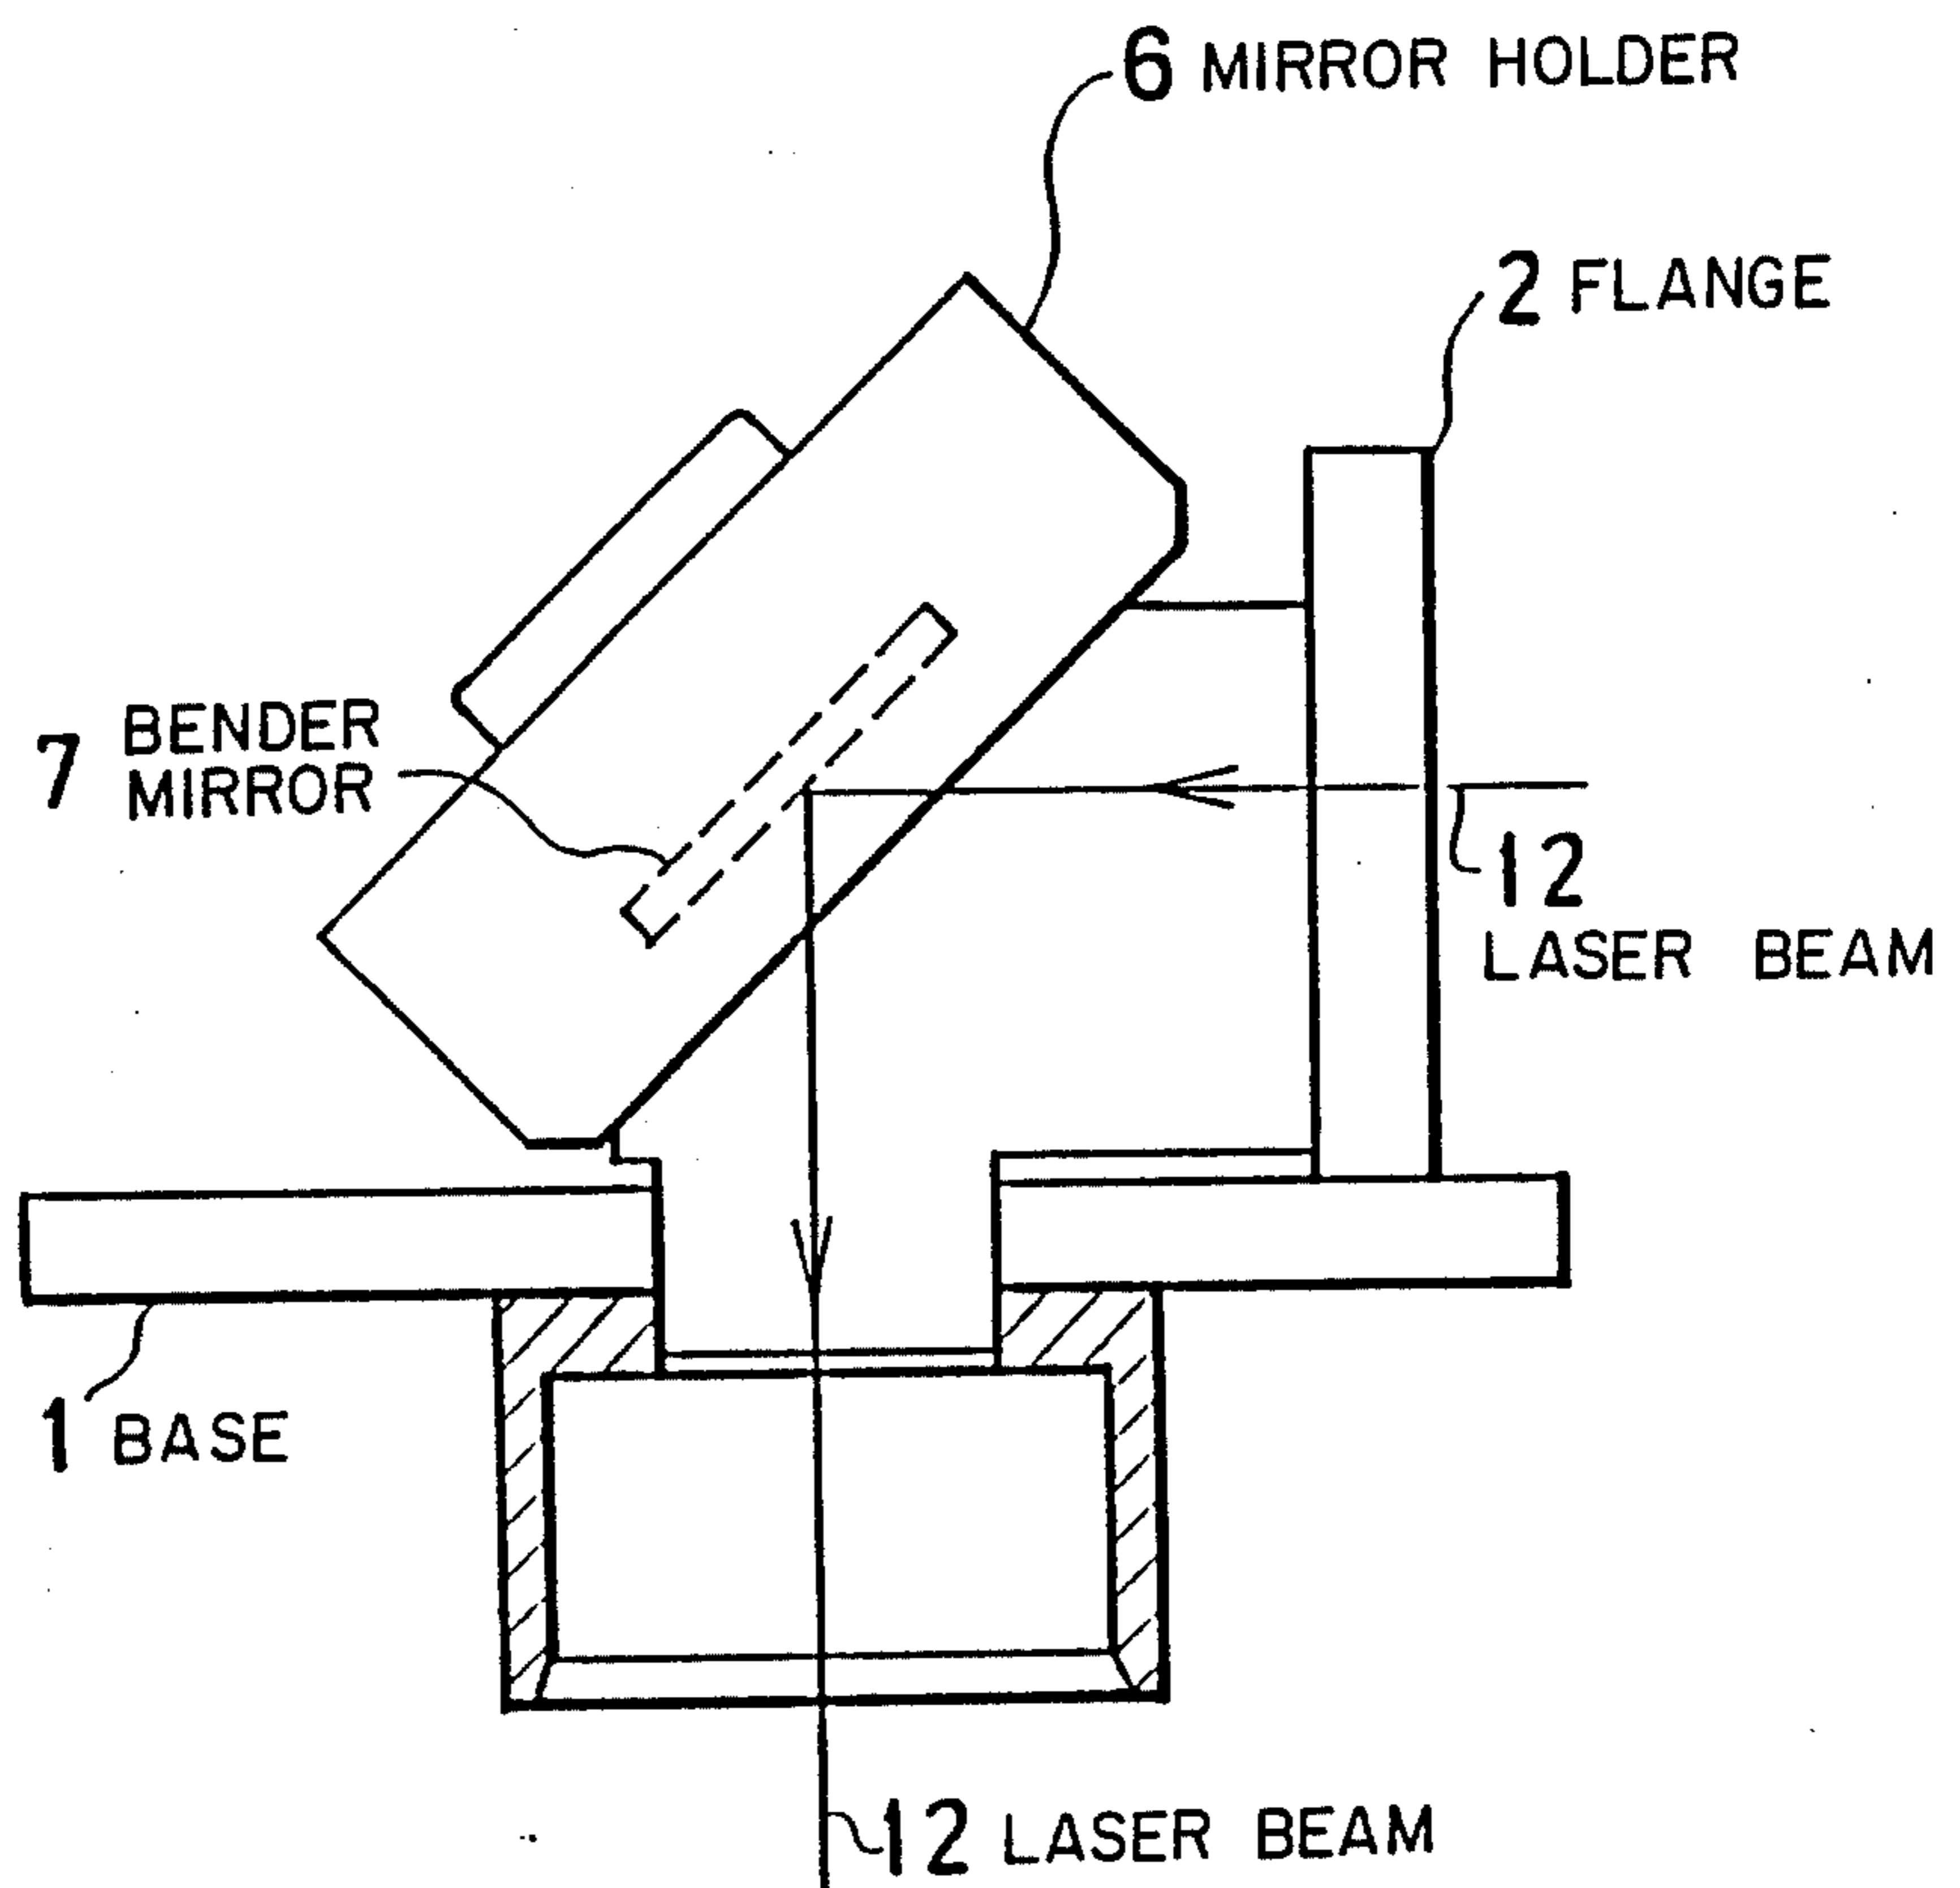 6 MIRROR HOLDER
2 FLANGE
7 BENDER
MIRROR
12
LASER BEAM
1 BASE
12 LASER BEAM